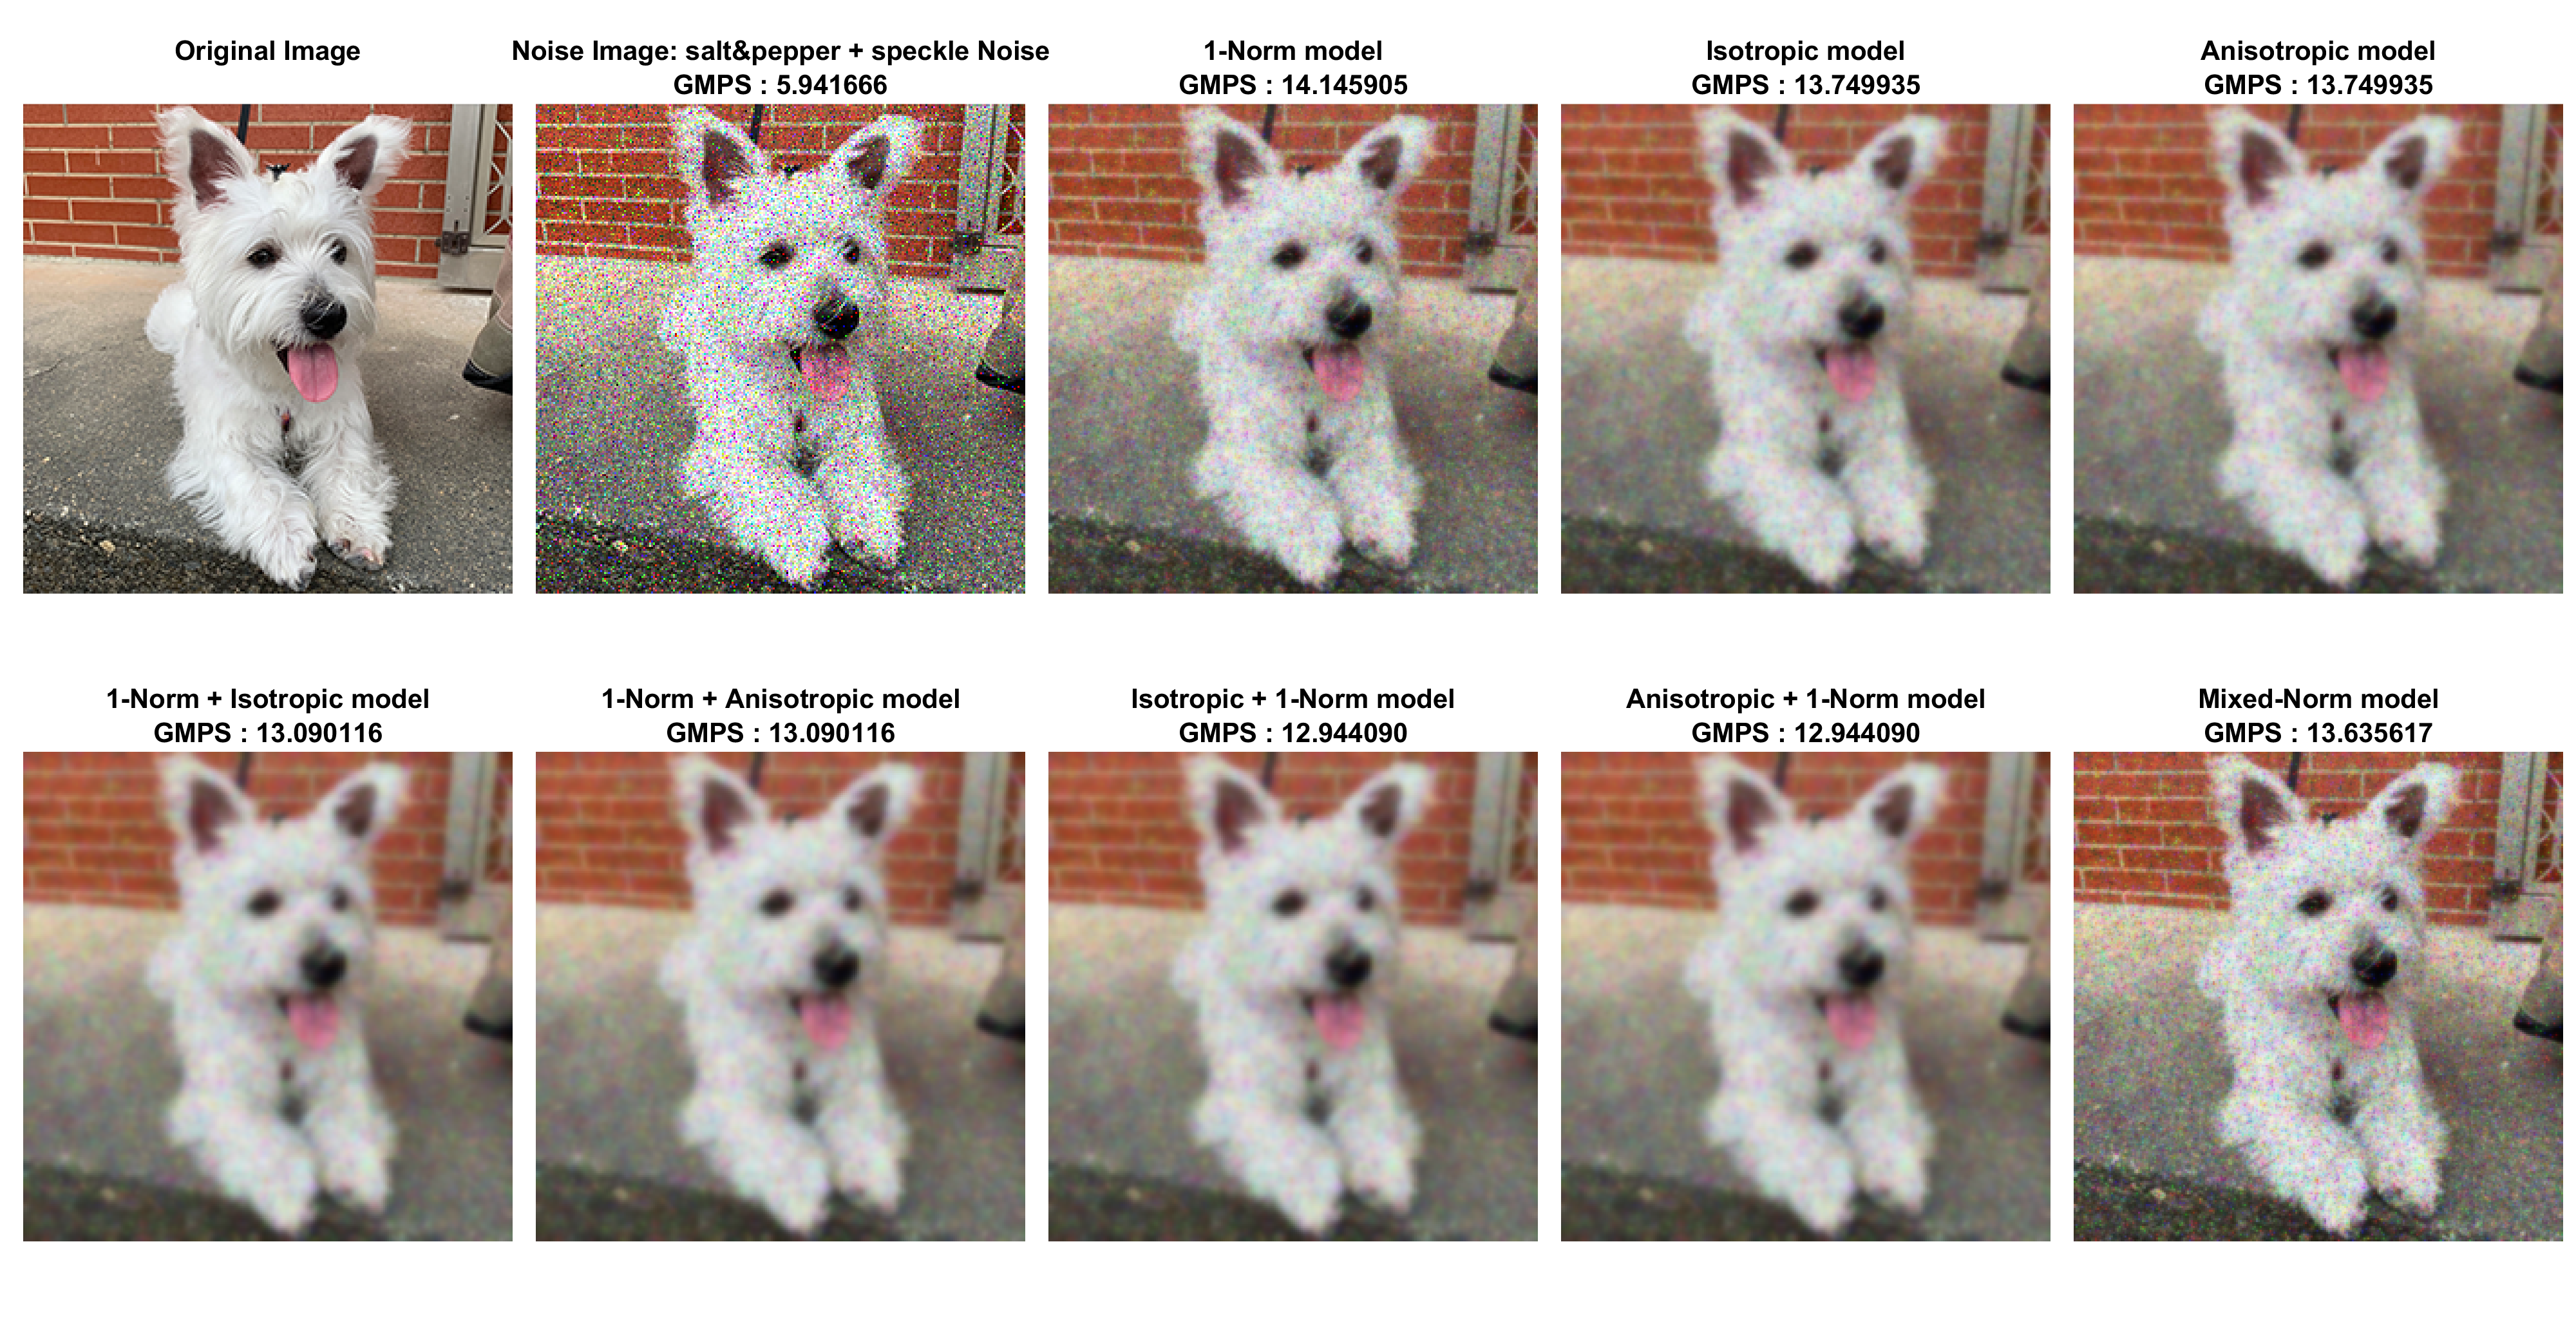 Original Image
Noise Image: salt&pepper + speckle Noise
GMPS : 5.941666
1-Norm model
GMPS : 14.145905
Isotropic model
GMPS : 13.749935
Anisotropic model
GMPS : 13.749935
1-Norm + Isotropic model
GMPS : 13.090116
1-Norm + Anisotropic model
GMPS : 13.090116
Isotropic + 1-Norm model
GMPS : 12.944090
Anisotropic + 1-Norm model
GMPS : 12.944090
Mixed-Norm model
GMPS : 13.635617